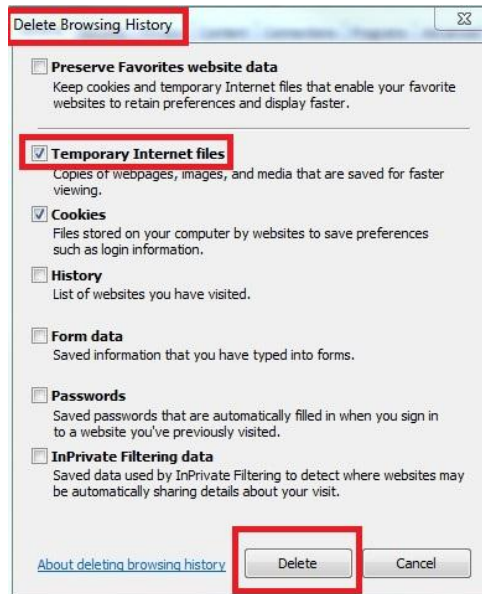 Delete Browsing History
Preserve Favorites website data
Keep cookies and temporary Internet files that enable your favorite
websites to retain preferences and display faster.
Temporary Internet files
Copies of webpages, images, and media that are saved for faster
viewing.
Cookies
Files stored on your computer by websites to save preferences
such as login information.
History
List of websites you have visited.
Form data
Saved information that you have typed into forms.
Passwords
Saved passwords that are automatically filled in when you sign in
to a website you've previously visited.
InPrivate Filtering data
Saved data used by InPrivate Filtering to detect where websites may
be automatically sharing details about your visit.
About deleting browsing history Delete Cancel